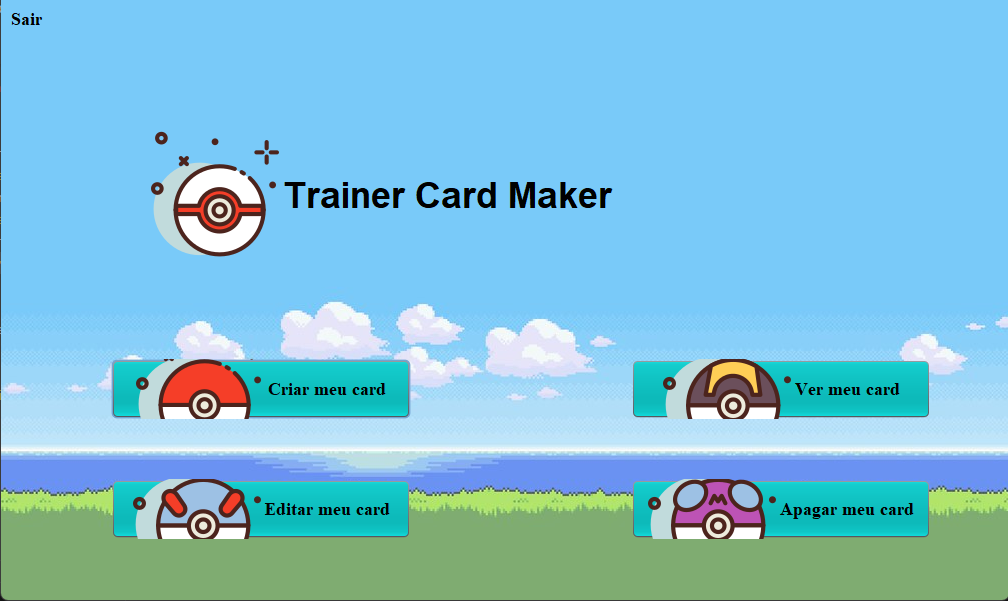 Sair
Trainer Card Maker
Criar meu card
Ver meu card
Editar meu card
Apagar meu card